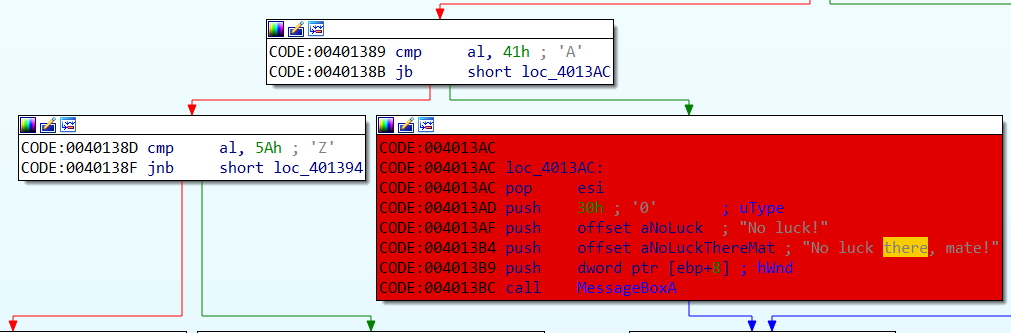 CODE:00401389 cmp al, 41h ; 'A'
CODE:0040138B jb short loc_4013AC
CODE:0040138D cmp al, 5Ah ; 'Z'
CODE:0040138F jnb short loc_401394
CODE:004013AC
CODE:004013AC loc_4013AC:
CODE:004013AC pop esi
CODE:004013AD push 30h ; '0' ; uType
CODE:004013AF push offset aNoLuck ; "No luck!"
CODE:004013B4 push offset aNoLuckThereMat ; "No luck there, mate!"
CODE:004013B9 push dword ptr [ebp+8] ; hWnd
CODE:004013BC call MessageBoxA